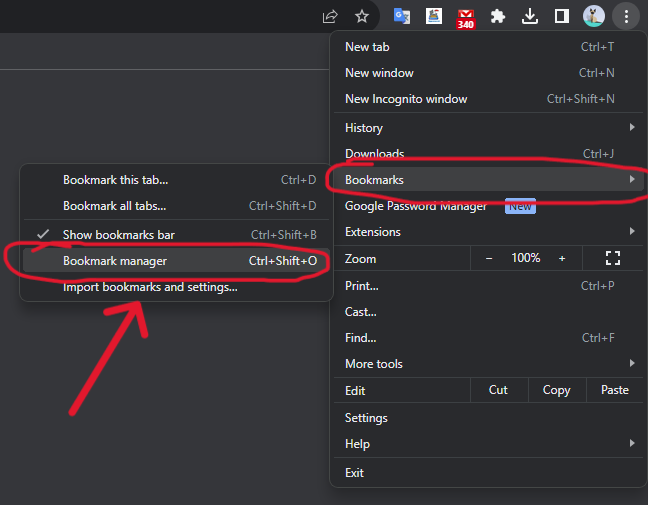 340
New tab Ctrl+T
New window Ctrl+N
New Incognito window Ctrl+Shift+N
History
Downloads Ctrl+J
Bookmarks
Google Password Manager New
Extensions
Zoom − 100% +
Print... Ctrl+P
Cast...
Find... Ctrl+F
More tools
Edit Cut Copy Paste
Settings
Help
Exit
Bookmark this tab... Ctrl+D
Bookmark all tabs... Ctrl+Shift+D
Show bookmarks bar Ctrl+Shift+B
Bookmark manager Ctrl+Shift+O
Import bookmarks and settings...